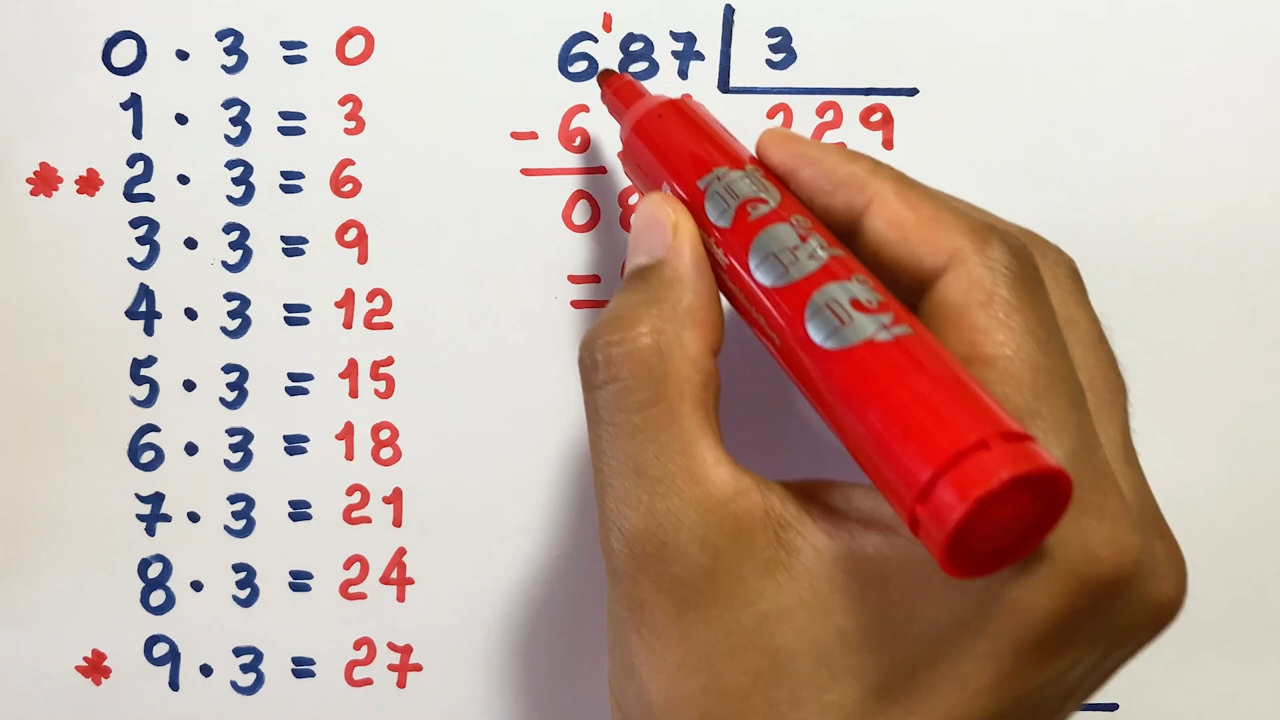 0 · 3 = 0
1 · 3 = 3
** 2 · 3 = 6
3 · 3 = 9
4 · 3 = 12
5 · 3 = 15
6 · 3 = 18
7 · 3 = 21
8 · 3 = 24
* 9 · 3 = 27
6'87 3
- 6 229
08
=